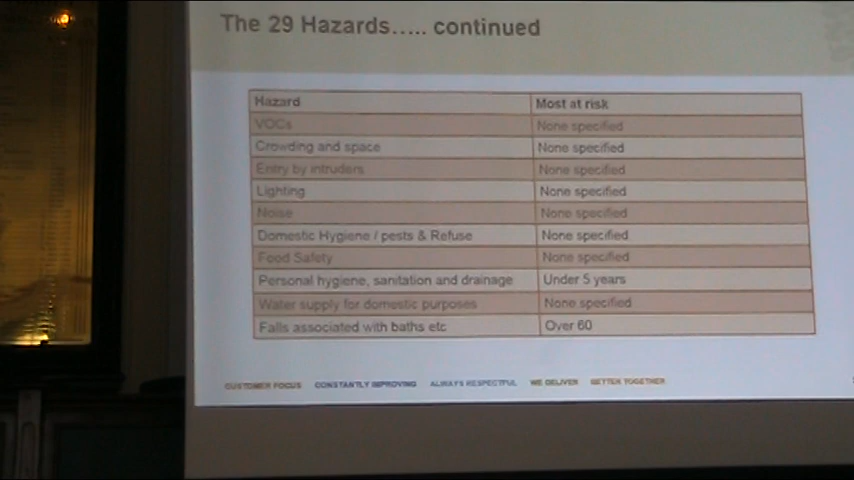 The 29 Hazards..... continued
Hazard Most at risk
VOCs None specified
Crowding and space None specified
Entry by intruders None specified
Lighting None specified
Noise None specified
Domestic Hygiene / pests & Refuse None specified
Food Safety None specified
Personal hygiene, sanitation and drainage Under 5 years
Water supply for domestic purposes None specified
Falls associated with baths etc Over 60
CUSTOMER FOCUS CONSTANTLY IMPROVING ALWAYS RESPECTFUL WE DELIVER BETTER TOGETHER